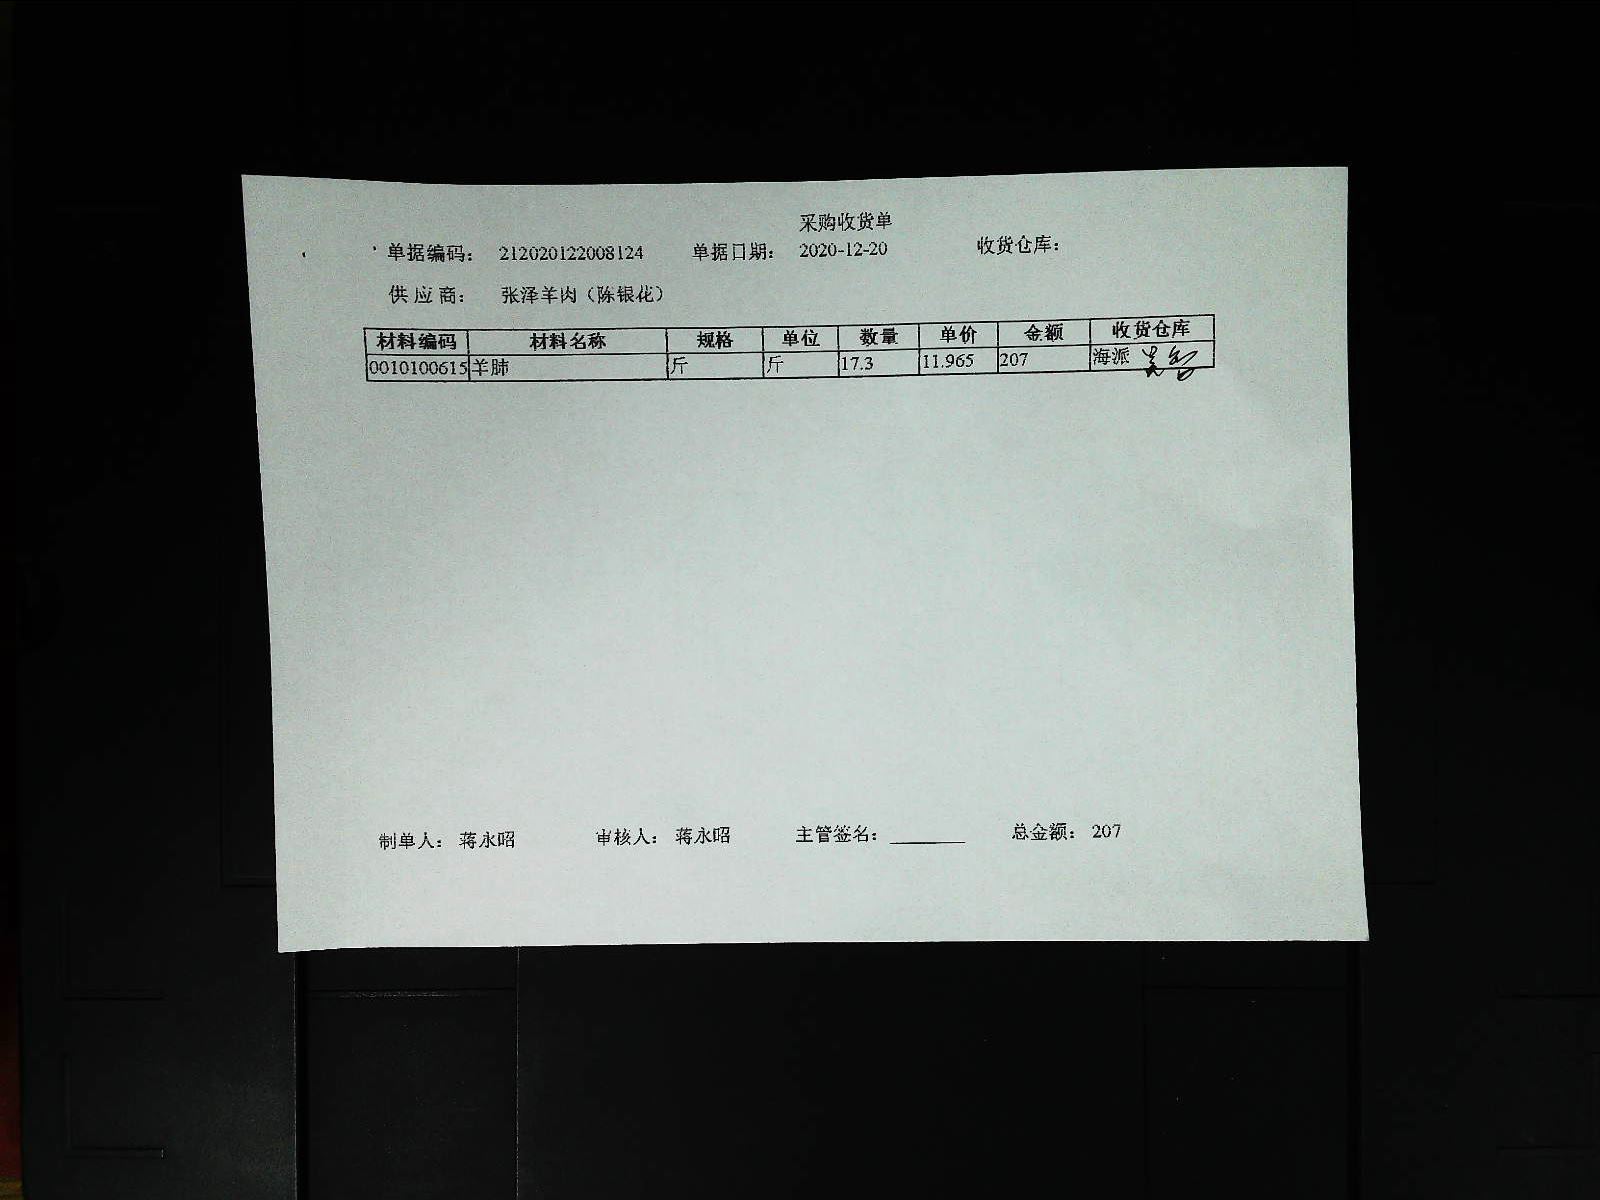 采购收货单
单据编码： 212020122008124 单据日期： 2020-12-20 收货仓库：
供 应 商： 张泽羊肉（陈银花）
材料编码 材料名称 规格 单位 数量 单价 金额 收货仓库
0010100615 羊肺 斤 斤 17.3 11.965 207 海派
制单人： 蒋永昭 审核人： 蒋永昭 主管签名：________ 总金额： 207